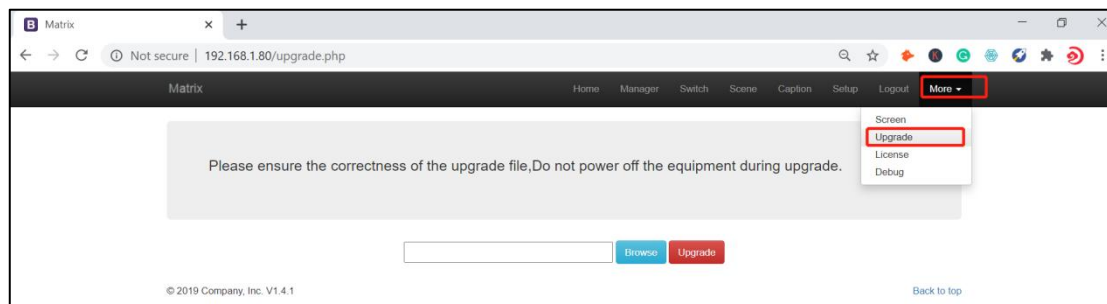 B Matrix
Not secure | 192.168.1.80/upgrade.php
K
G
Matrix Home Manager Switch Scene Caption Setup Logout More
Screen
Upgrade
License
Debug
Please ensure the correctness of the upgrade file,Do not power off the equipment during upgrade.
Browse Upgrade
© 2019 Company, Inc. V1.4.1 Back to top